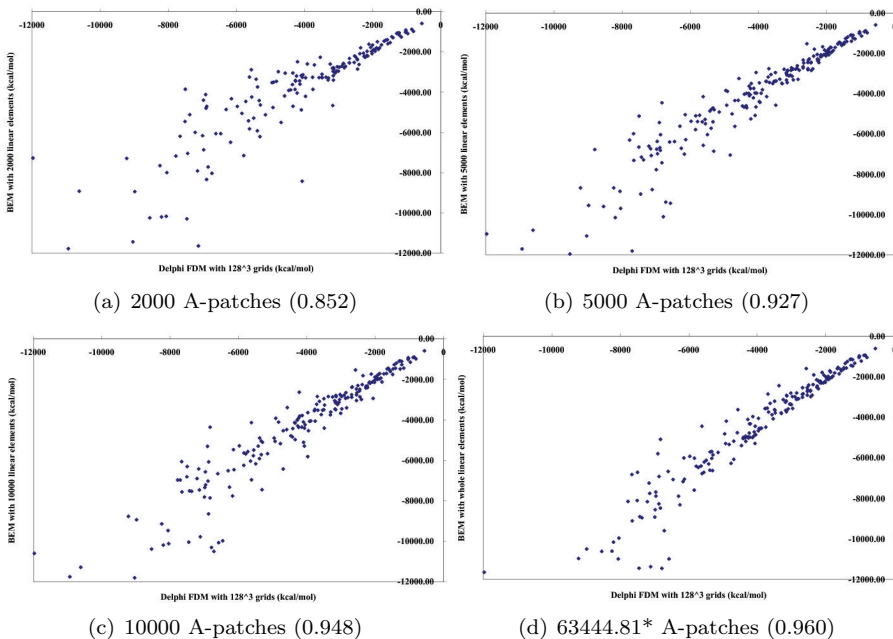 -12000 -10000 -8000 -6000 -4000 -2000 0
0.00
-2000.00
-4000.00
-6000.00
-8000.00
-10000.00
-12000.00
BEM with 2000 linear elements (kcal/mol)
Delphi FDM with 128^3 grids (kcal/mol)
(a) 2000 A-patches (0.852)
-12000 -10000 -8000 -6000 -4000 -2000 0
0.00
-2000.00
-4000.00
-6000.00
-8000.00
-10000.00
-12000.00
BEM with 5000 linear elements (kcal/mol)
Delphi FDM with 128^3 grids (kcal/mol)
(b) 5000 A-patches (0.927)
-12000 -10000 -8000 -6000 -4000 -2000 0
0.00
-2000.00
-4000.00
-6000.00
-8000.00
-10000.00
-12000.00
BEM with 10000 linear elements (kcal/mol)
Delphi FDM with 128^3 grids (kcal/mol)
(c) 10000 A-patches (0.948)
-12000 -10000 -8000 -6000 -4000 -2000 0
0.00
-2000.00
-4000.00
-6000.00
-8000.00
-10000.00
-12000.00
BEM with whole linear elements (kcal/mol)
Delphi FDM with 128^3 grids (kcal/mol)
(d) 63444.81* A-patches (0.960)